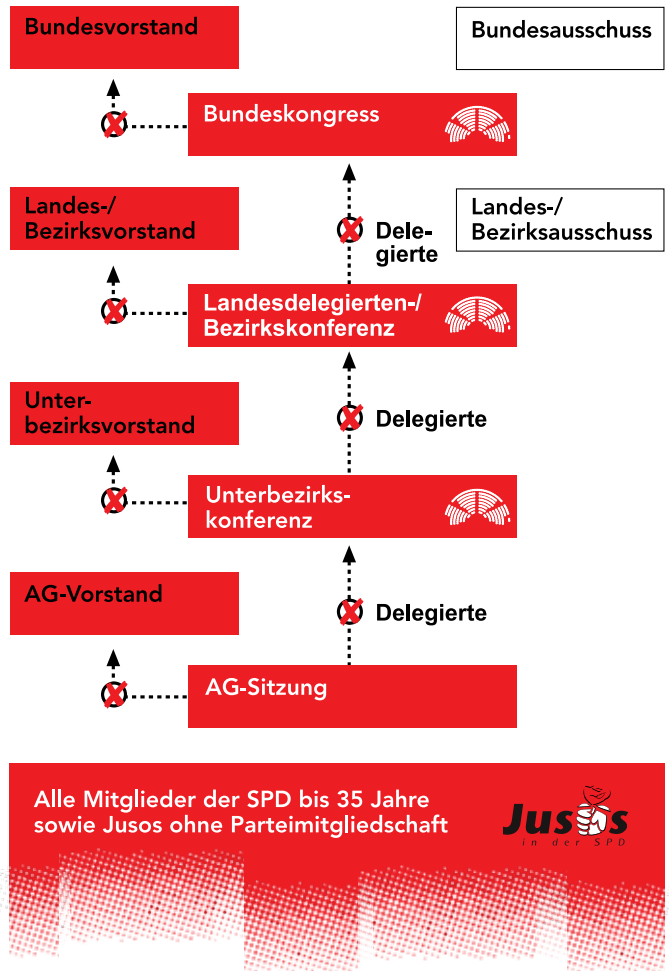 Bundesvorstand
Bundesausschuss
Bundeskongress
Landes-/
Bezirksvorstand
Dele-
gierte
Landes-/
Bezirksausschuss
Landesdelegierten-/
Bezirkskonferenz
Unter-
bezirksvorstand
Delegierte
Unterbezirks-
konferenz
AG-Vorstand
Delegierte
AG-Sitzung
Alle Mitglieder der SPD bis 35 Jahre
sowie Jusos ohne Parteimitgliedschaft
Jusos
in der SPD